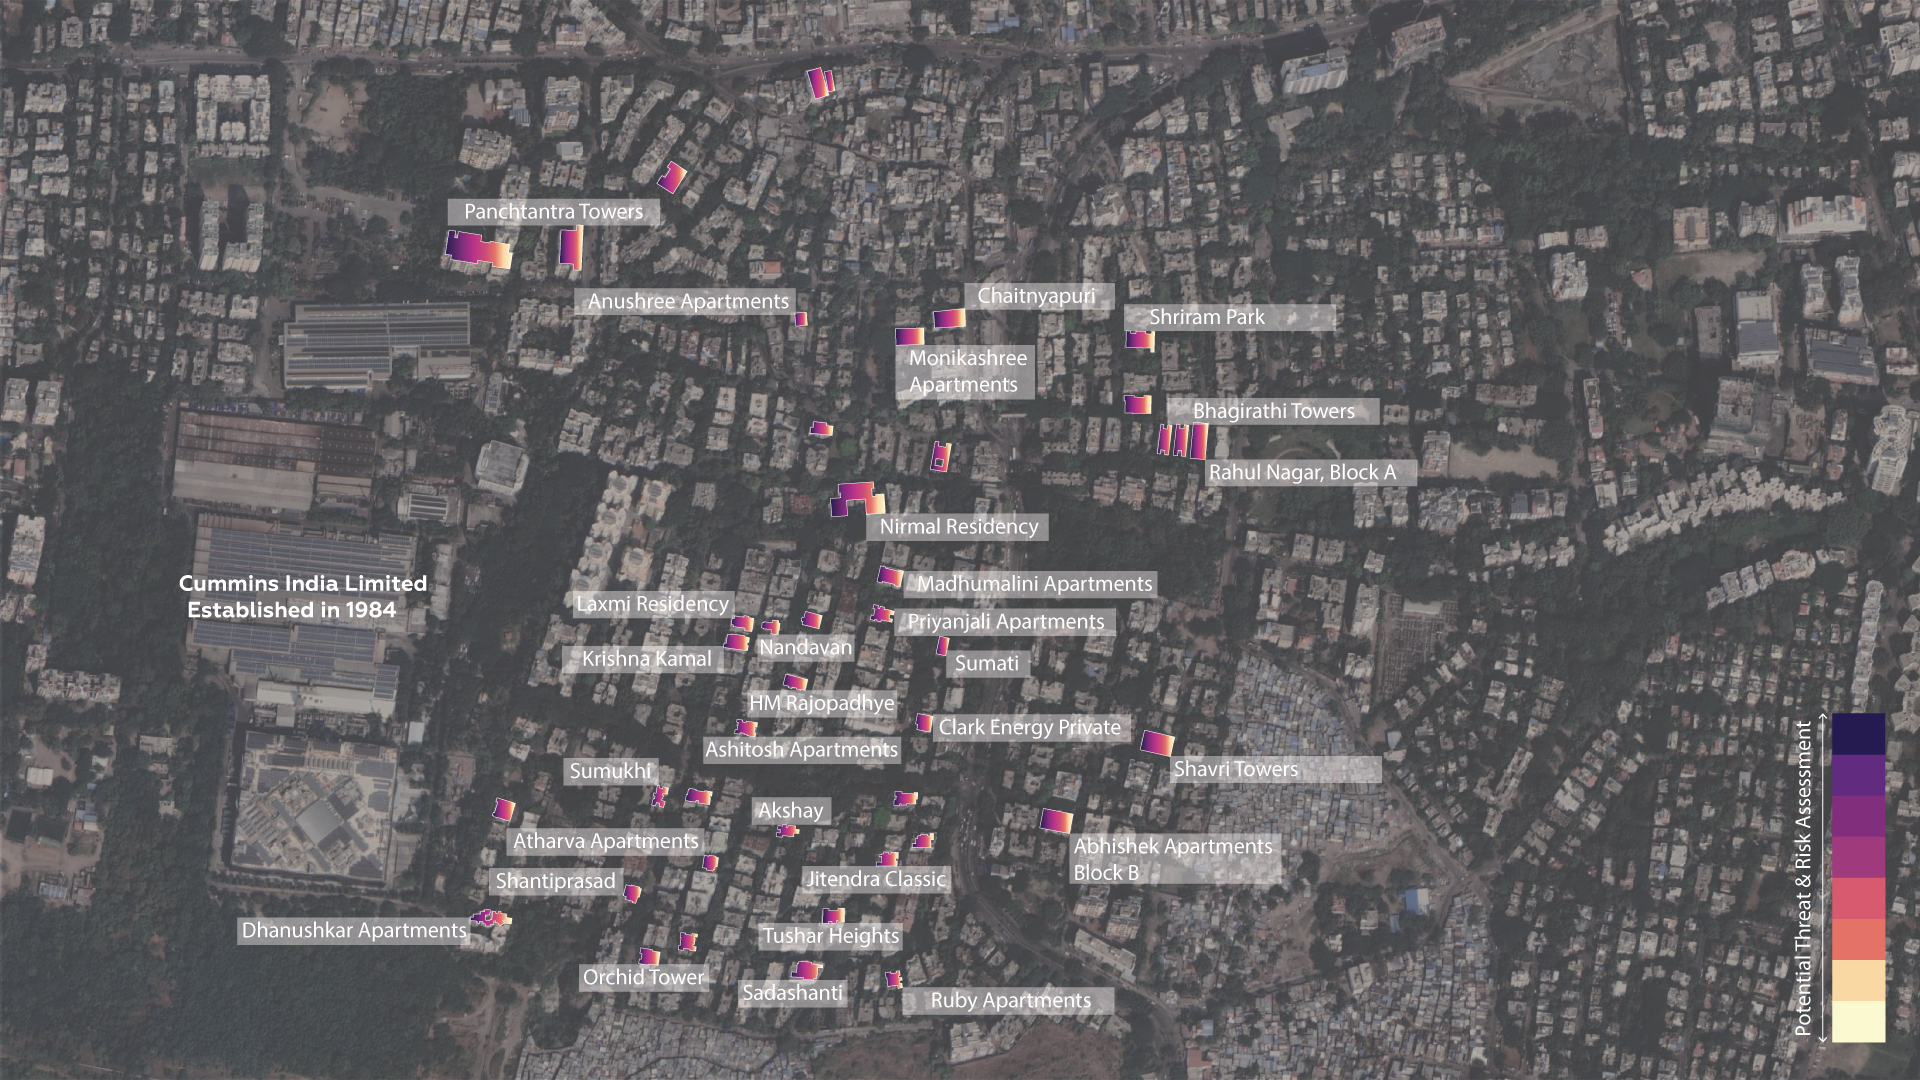 Panchtantra Towers
Anushree Apartments
Chaitnyapuri
Shriram Park
Monikashree
Apartments
Bhagirathi Towers
Rahul Nagar, Block A
Nirmal Residency
Cummins India Limited
Established in 1984
Madhumalini Apartments
Laxmi Residency
Priyanjali Apartments
Krishna Kamal
Nandavan
Sumati
HM Rajopadhye
Clark Energy Private
Ashitosh Apartments
Shavri Towers
Sumukhi
Akshay
Atharva Apartments
Abhishek Apartments
Block B
Shantiprasad
Jitendra Classic
Dhanushkar Apartments
Tushar Heights
Orchid Tower
Sadashanti
Ruby Apartments
Potential Threat & Risk Assessment